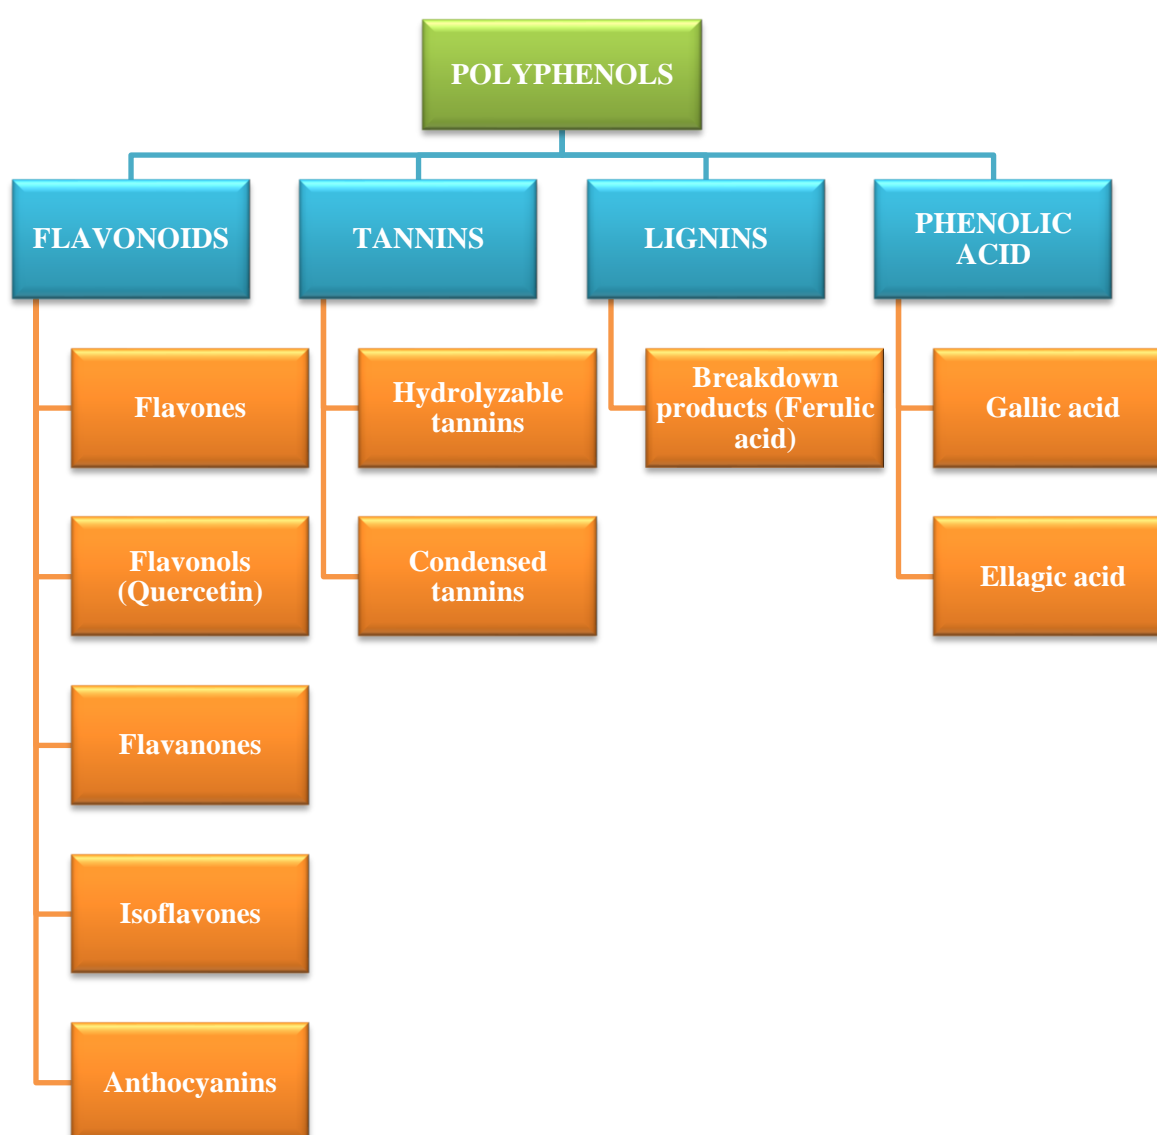 POLYPHENOLS
FLAVONOIDS
TANNINS
LIGNINS
PHENOLIC
ACID
Flavones
Flavonols
(Quercetin)
Flavanones
Isoflavones
Anthocyanins
Hydrolyzable
tannins
Condensed
tannins
Breakdown
products (Ferulic
acid)
Gallic acid
Ellagic acid